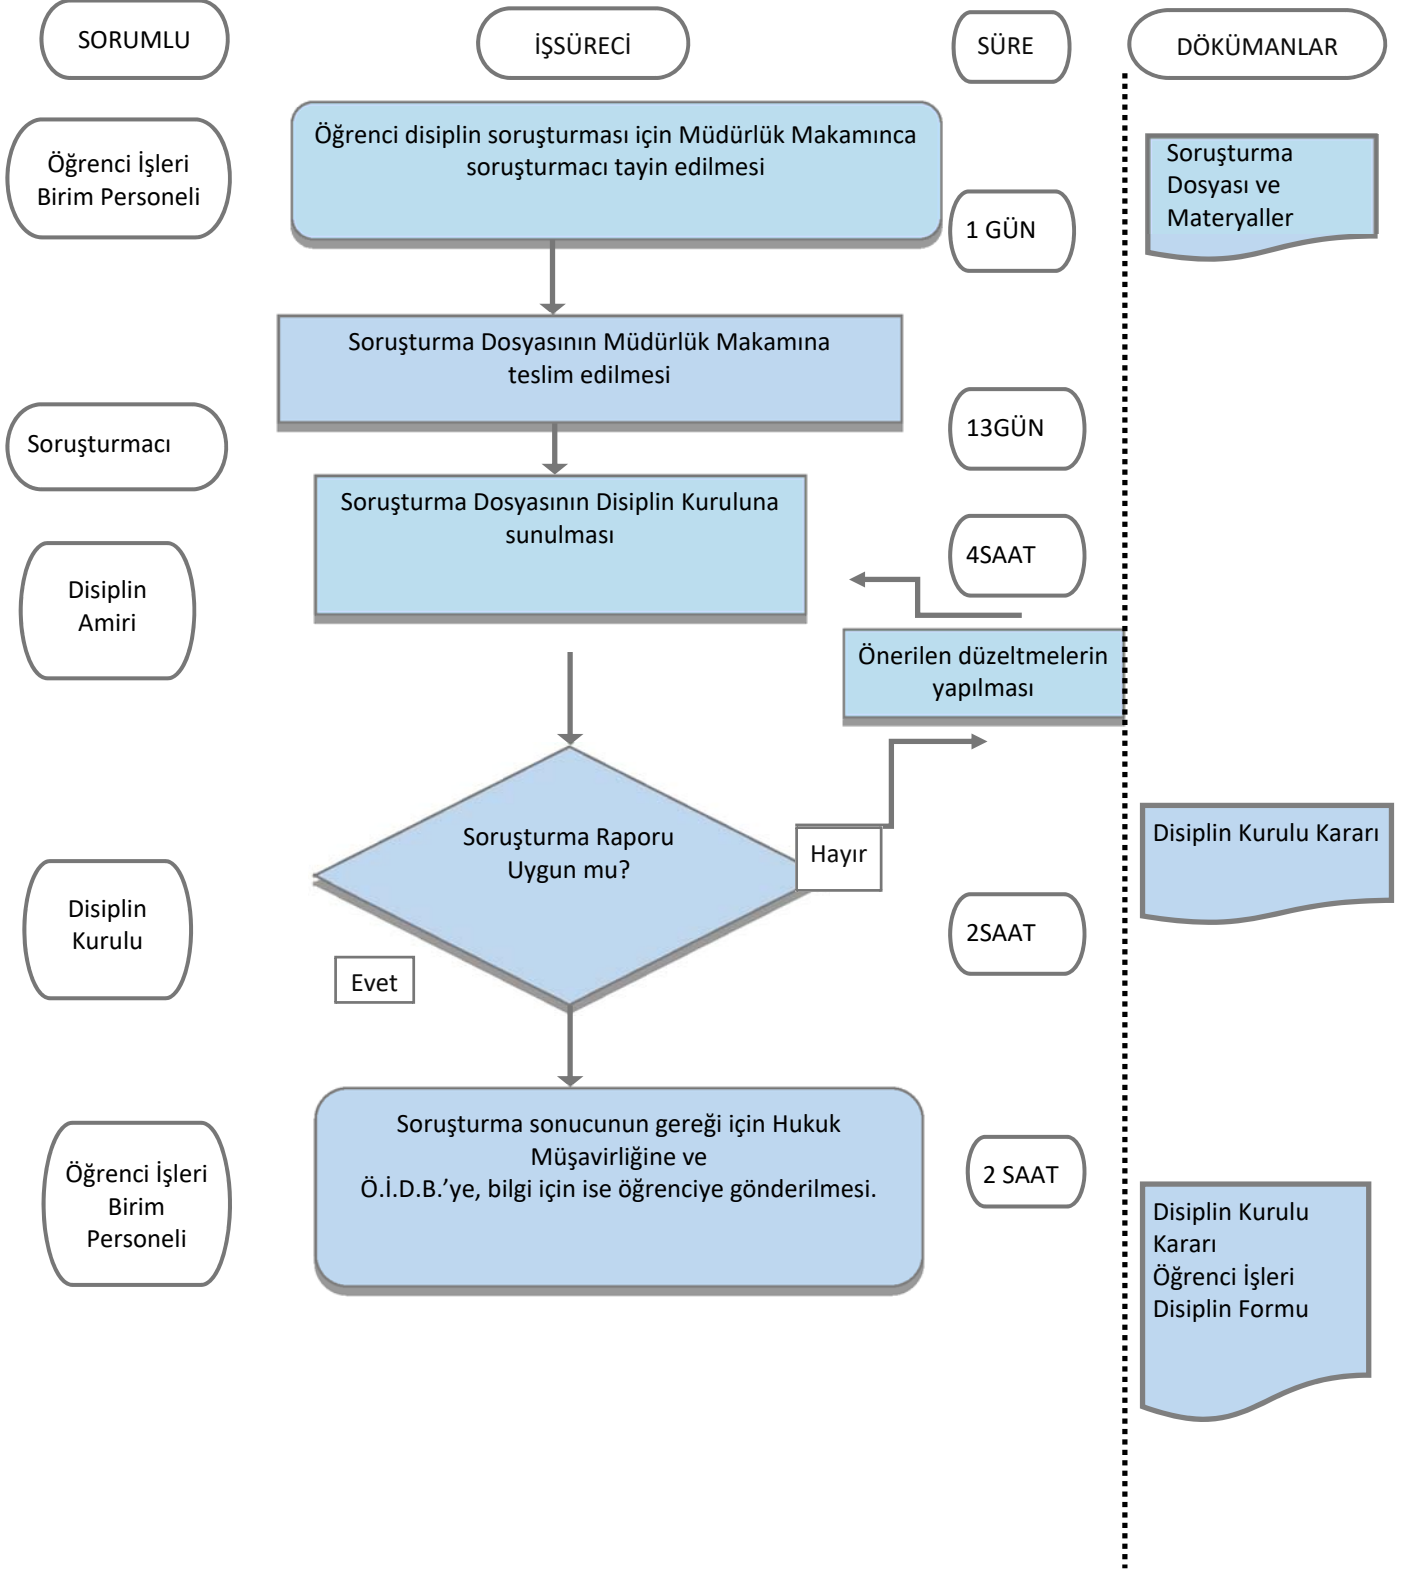 SORUMLU
İŞSÜRECİ
SÜRE
DÖKÜMANLAR
Öğrenci İşleri
Birim Personeli
Öğrenci disiplin soruşturması için Müdürlük Makamınca
soruşturmacı tayin edilmesi
1 GÜN
Soruşturma
Dosyası ve
Materyaller
Soruşturma Dosyasının Müdürlük Makamına
teslim edilmesi
Soruşturmacı
13GÜN
Soruşturma Dosyasının Disiplin Kuruluna
sunulması
4SAAT
Disiplin
Amiri
Önerilen düzeltmelerin
yapılması
Soruşturma Raporu
Uygun mu?
Hayır
Disiplin Kurulu Kararı
Disiplin
Kurulu
2SAAT
Evet
Öğrenci İşleri
Birim
Personeli
Soruşturma sonucunun gereği için Hukuk
Müşavirliğine ve
Ö.İ.D.B.’ye, bilgi için ise öğrenciye gönderilmesi.
2 SAAT
Disiplin Kurulu
Kararı
Öğrenci İşleri
Disiplin Formu